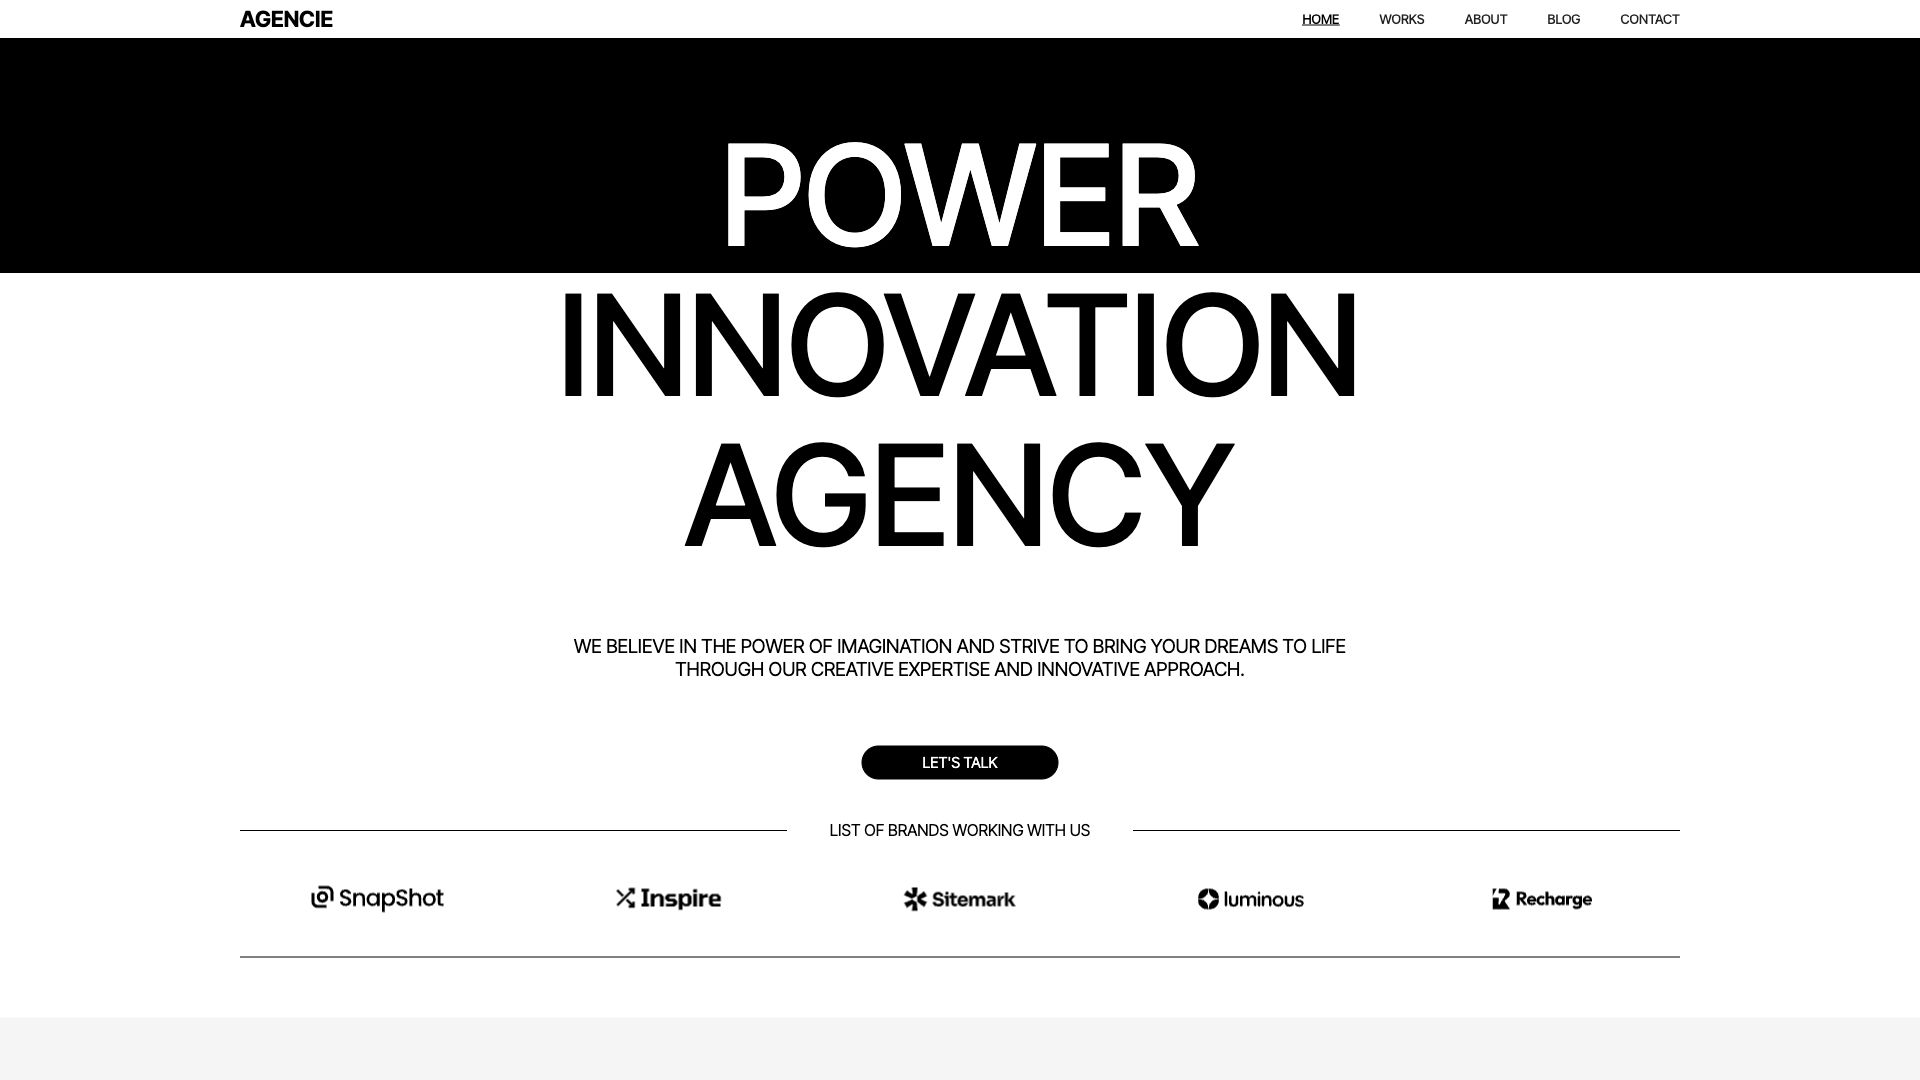 AGENCIE
HOME WORKS ABOUT BLOG CONTACT
POWER
INNOVATION
AGENCY
WE BELIEVE IN THE POWER OF IMAGINATION AND STRIVE TO BRING YOUR DREAMS TO LIFE
THROUGH OUR CREATIVE EXPERTISE AND INNOVATIVE APPROACH.
LET'S TALK
LIST OF BRANDS WORKING WITH US
SnapShot Inspire Sitemark luminous Recharge